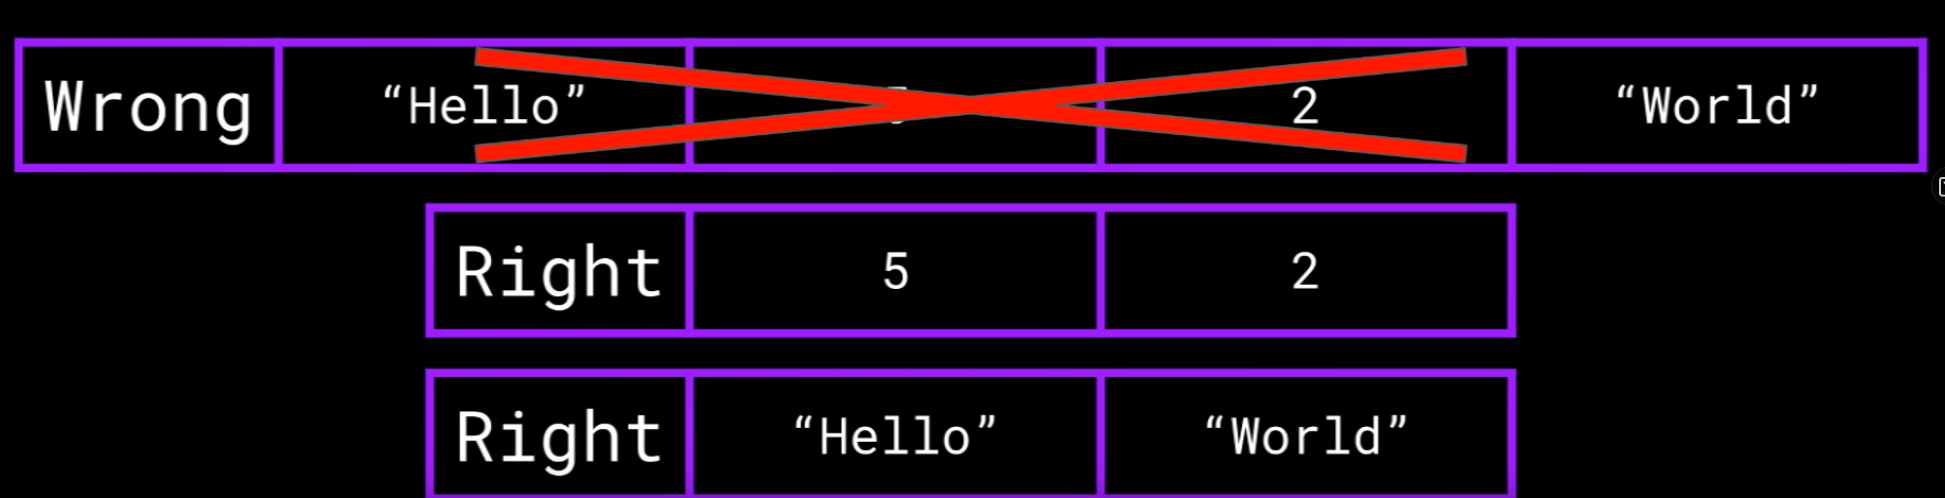 Wrong “Hello” 2 “World”
Right 5 2
Right “Hello” “World”